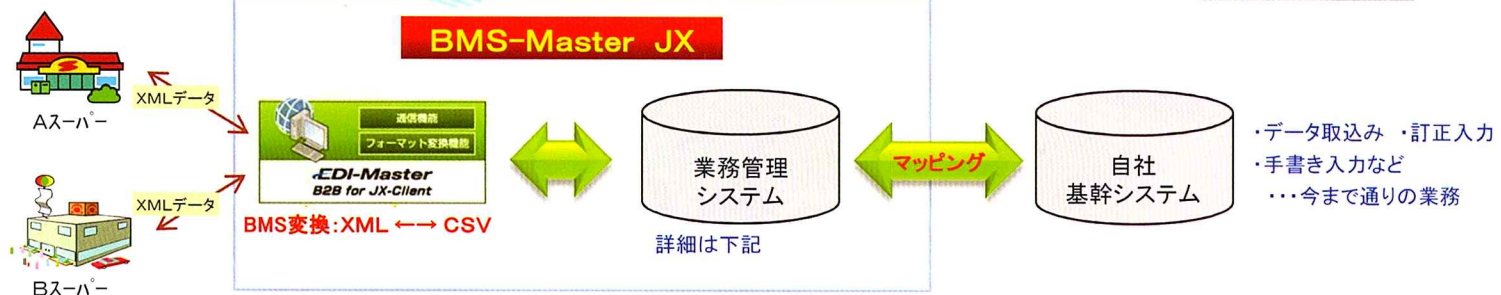 BMS-Master JX
XMLデータ
Aスーパー
通信機能
フォーマット変換機能
EDI-Master
B2B for JX-Client
BMS変換:XML ←→ CSV
業務管理
システム
詳細は下記
マッピング
自社
基幹システム
・データ取込み ・訂正入力
・手書き入力など
・・・今まで通りの業務
XMLデータ
Bスーパー